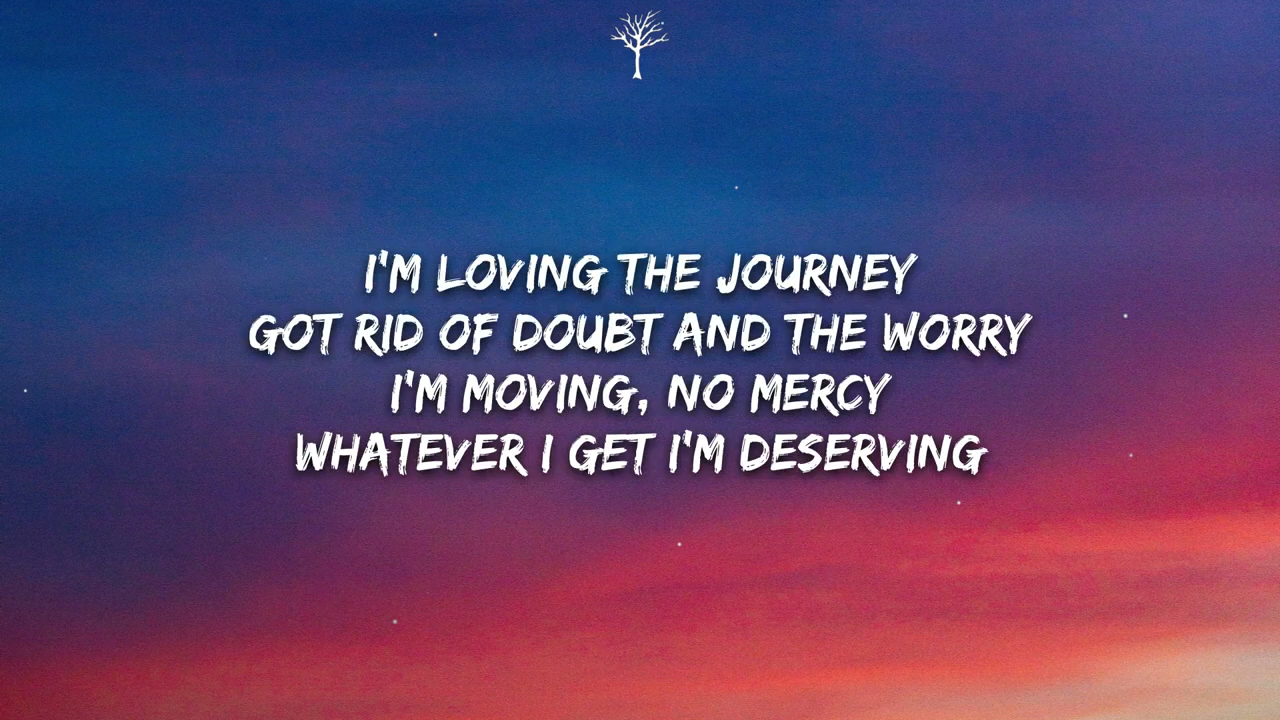 I'M LOVING THE JOURNEY
GOT RID OF DOUBT AND THE WORRY
I'M MOVING, NO MERCY
WHATEVER I GET I'M DESERVING